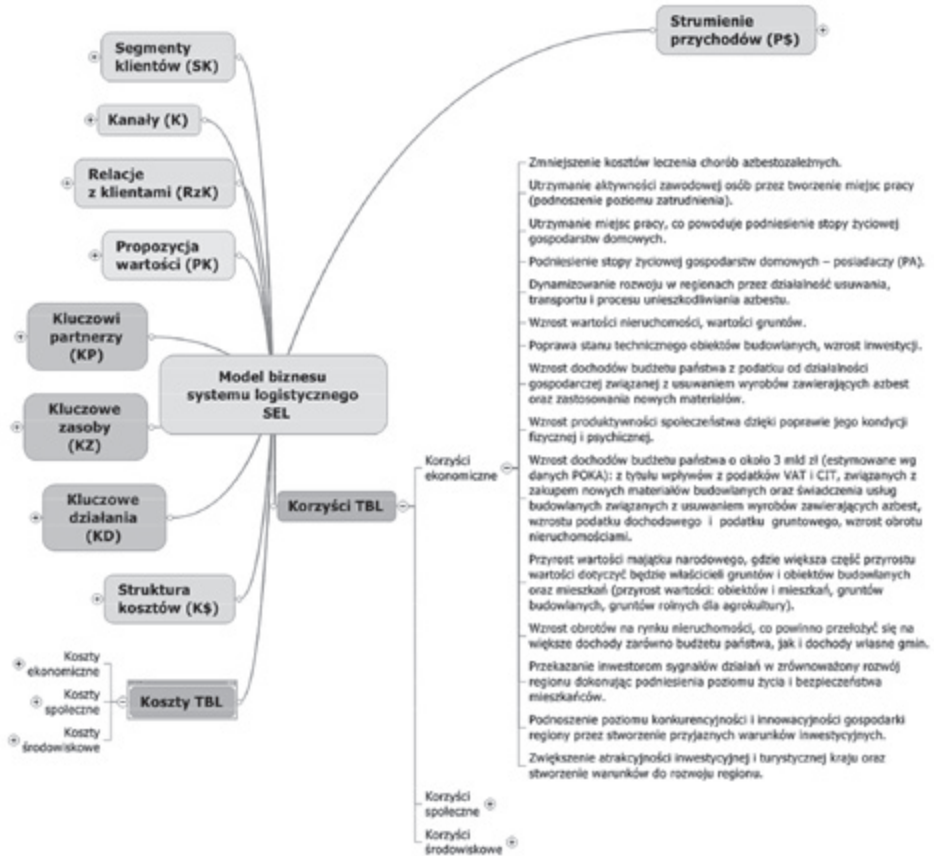 Strumienie
przychodów (P$)
Segmenty
klientów (SK)
Kanały (K)
Relacje
z klientami (RzK)
Propozycja
wartości (PK)
Kluczowi
partnerzy
(KP)
Kluczowe
zasoby
(KZ)
Kluczowe
działania
(KD)
Struktura
kosztów (K$)
Koszty
ekonomiczne
Koszty
społeczne
Koszty
środowiskowe
Koszty TBL
Model biznesu
systemu logistycznego
SEL
Korzyści TBL
Korzyści
ekonomiczne
Zmniejszenie kosztów leczenia chorób azbestozależnych.
Utrzymanie aktywności zawodowej osób przez tworzenie miejsc pracy
(podnoszenie poziomu zatrudnienia).
Utrzymanie miejsc pracy, co powoduje podniesienie stopy życiowej
gospodarstw domowych.
Podniesienie stopy życiowej gospodarstw domowych – posiadaczy (PA).
Dynamizowanie rozwoju w regionach przez działalność usuwania,
transportu i procesu unieszkodliwiania azbestu.
Wzrost wartości nieruchomości, wartości gruntów.
Poprawa stanu technicznego obiektów budowlanych, wzrost inwestycji.
Wzrost dochodów budżetu państwa z podatku od działalności
gospodarczej związanej z usuwaniem wyrobów zawierających azbest
oraz zastosowania nowych materiałów.
Wzrost produktywności społeczeństwa dzięki poprawie jego kondycji
fizycznej i psychicznej.
Wzrost dochodów budżetu państwa o około 3 mld zł (estymowane wg
danych POKA): z tytułu wpływów z podatków VAT i CIT, związanych z
zakupem nowych materiałów budowlanych oraz świadczenia usług
budowlanych związanych z usuwaniem wyrobów zawierających azbest,
wzrostu podatku dochodowego i podatku gruntowego, wzrost obrotu
nieruchomościami.
Przyrost wartości majątku narodowego, gdzie większa część przyrostu
wartości dotyczyć będzie właścicieli gruntów i obiektów budowlanych
oraz mieszkań (przyrost wartości: obiektów i mieszkań, gruntów
budowlanych, gruntów rolnych dla agrokultury).
Wzrost obrotów na rynku nieruchomości, co powinno przełożyć się na
większe dochody zarówno budżetu państwa, jak i dochody własne gmin.
Przekazanie inwestorom sygnałów działań w zrównoważony rozwój
regionu dokonując podniesienia poziomu życia i bezpieczeństwa
mieszkańców.
Podnoszenie poziomu konkurencyjności i innowacyjności gospodarki
regiony przez stworzenie przyjaznych warunków inwestycyjnych.
Zwiększenie atrakcyjności inwestycyjnej i turystycznej kraju oraz
stworzenie warunków do rozwoju regionu.
Korzyści
społeczne
Korzyści
środowiskowe